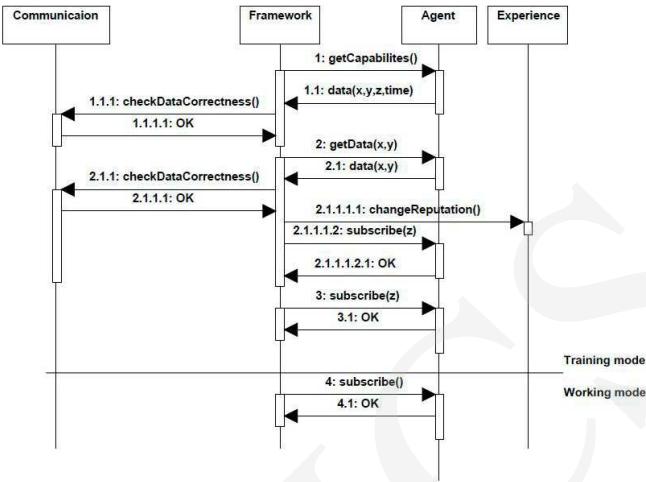 Communicaion
Framework
Agent
Experience
1: getCapabilites()
1.1: data(x,y,z,time)
1.1.1: checkDataCorrectness()
1.1.1.1: OK
2: getData(x,y)
2.1: data(x,y)
2.1.1: checkDataCorrectness()
2.1.1.1: OK
2.1.1.1.1: changeReputation()
2.1.1.1.2: subscribe(z)
2.1.1.1.2.1: OK
3: subscribe(z)
3.1: OK
Training mode
4: subscribe()
Working mode
4.1: OK